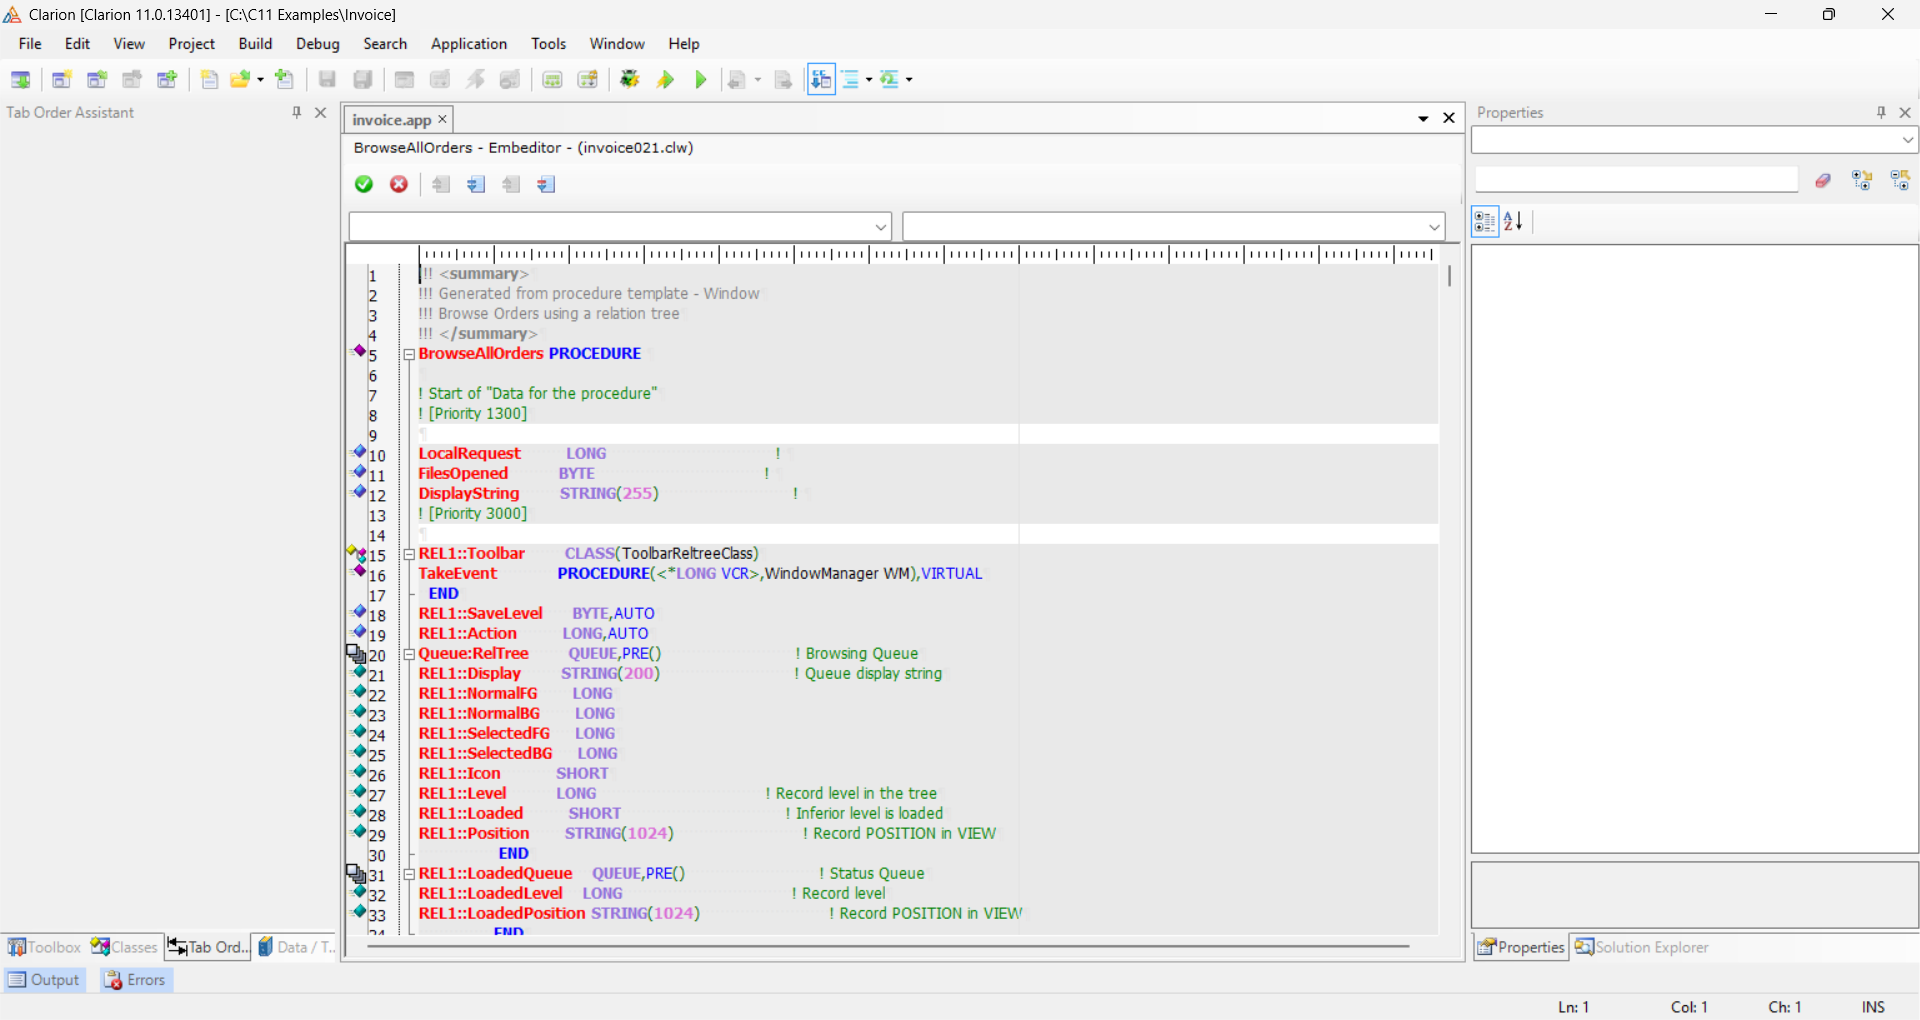 Clarion [Clarion 11.0.13401] - [C:\C11 Examples\Invoice]
File Edit View Project Build Debug Search Application Tools Window Help
Tab Order Assistant
invoice.app
Properties
BrowseAllOrders - Embeditor - (invoice021.clw)
1 !!! <summary>
2 !!! Generated from procedure template - Window
3 !!! Browse Orders using a relation tree
4 !!! </summary>
5 BrowseAllOrders PROCEDURE
6
7 ! Start of "Data for the procedure"
8 ! [Priority 1300]
9
10 LocalRequest LONG !
11 FilesOpened BYTE !
12 DisplayString STRING(255) !
13 ! [Priority 3000]
14
15 REL1::Toolbar CLASS(ToolbarReltreeClass)
16 TakeEvent PROCEDURE(<*LONG VCR>,WindowManager WM),VIRTUAL
17 END
18 REL1::SaveLevel BYTE,AUTO
19 REL1::Action LONG,AUTO
20 Queue:RelTree QUEUE,PRE() ! Browsing Queue
21 REL1::Display STRING(200) ! Queue display string
22 REL1::NormalFG LONG
23 REL1::NormalBG LONG
24 REL1::SelectedFG LONG
25 REL1::SelectedBG LONG
26 REL1::Icon SHORT
27 REL1::Level LONG ! Record level in the tree
28 REL1::Loaded SHORT ! Inferior level is loaded
29 REL1::Position STRING(1024) ! Record POSITION in VIEW
30 END
31 REL1::LoadedQueue QUEUE,PRE() ! Status Queue
32 REL1::LoadedLevel LONG ! Record level
33 REL1::LoadedPosition STRING(1024) ! Record POSITION in VIEW
34 END
Toolbox Classes Tab Ord... Data / T...
Properties Solution Explorer
Output Errors
Ln: 1 Col: 1 Ch: 1 INS